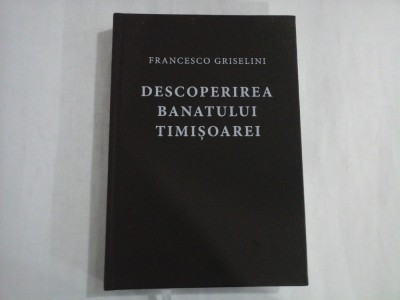 FRANCESCO GRISELINI
DESCOPERIREA
BANATULUI
TIMIȘOAREI